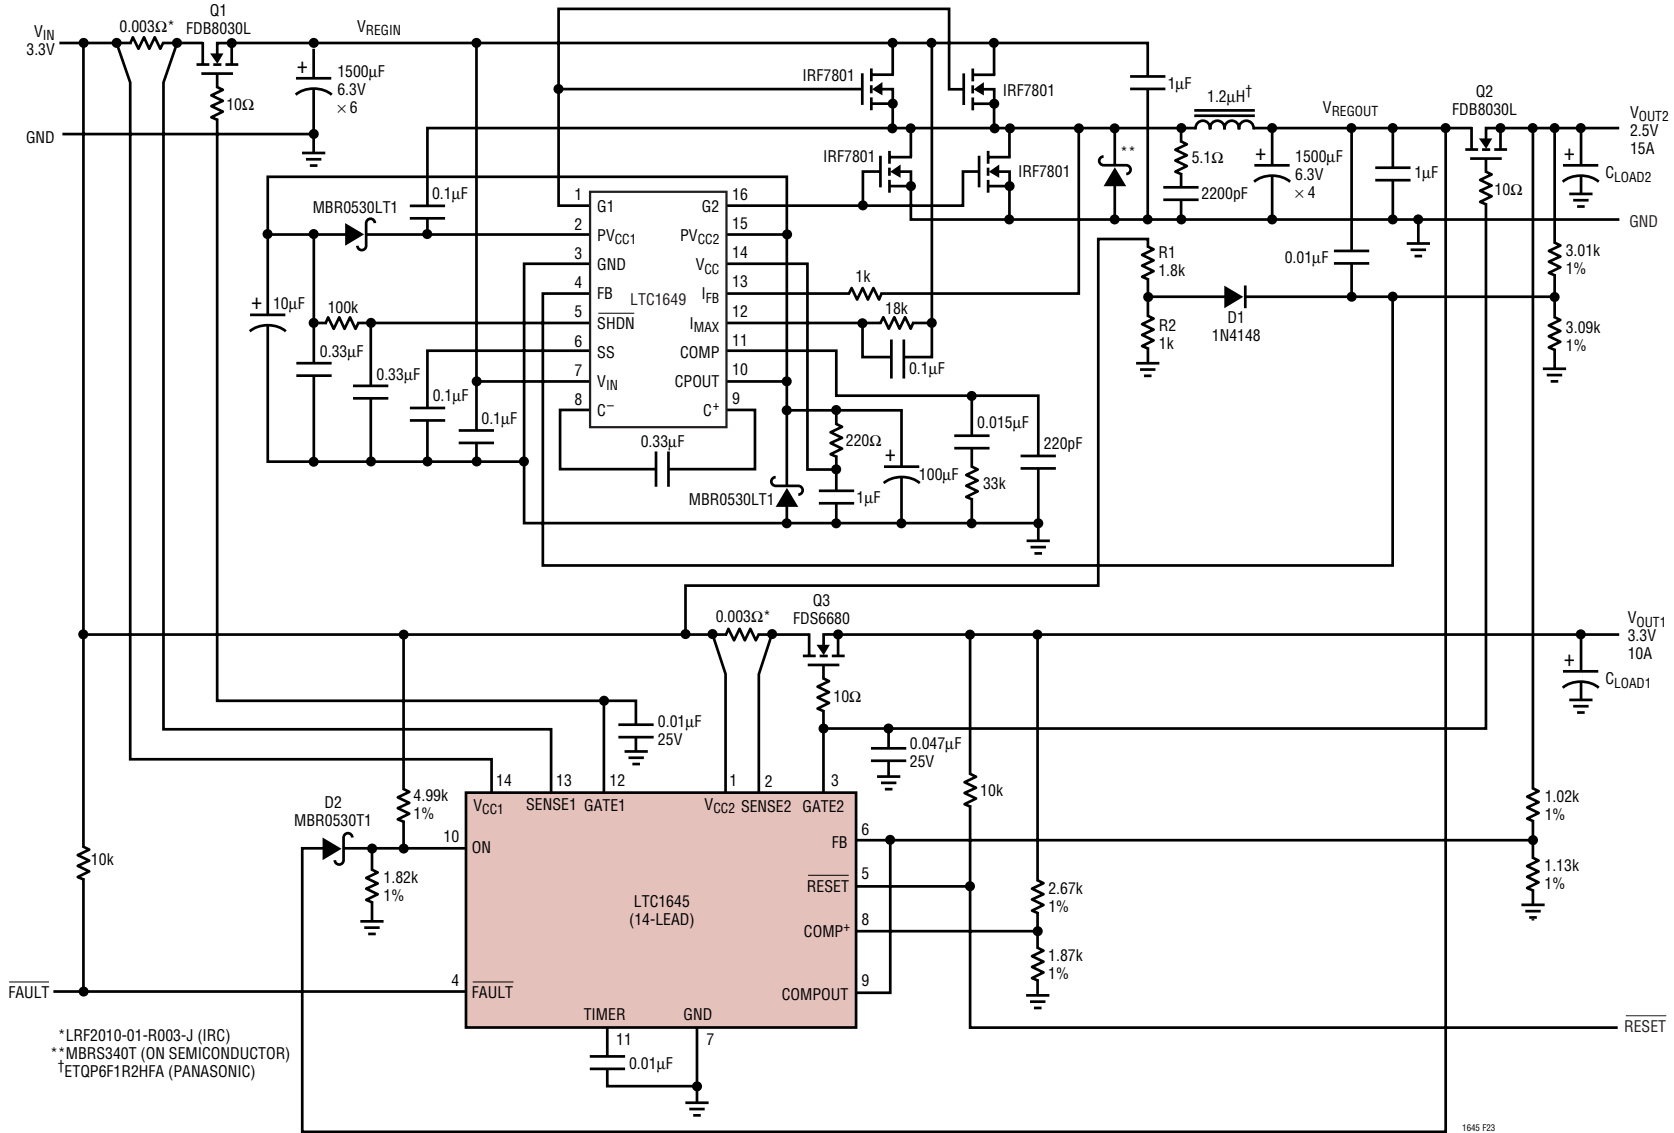 V_IN
3.3V
0.003Ω*
Q1
FDB8030L
V_REGIN
10Ω
+
1500µF
6.3V
×6
GND
IRF7801
IRF7801
1µF
1.2µH†
V_REGOUT
Q2
FDB8030L
V_OUT2
2.5V
15A
IRF7801
IRF7801
**
5.1Ω
2200pF
+
1500µF
6.3V
×4
1µF
10Ω
+
C_LOAD2
GND
MBR0530LT1
0.1µF
1
G1
G2
16
2
PV_CC1
PV_CC2
15
3
GND
V_CC
14
4
FB
LTC1649
I_FB
13
5
SHDN
I_MAX
12
6
SS
COMP
11
7
V_IN
CPOUT
10
8
C–
C+
9
+
10µF
100k
0.33µF
0.33µF
0.1µF
0.1µF
0.33µF
1k
18k
0.1µF
R1
1.8k
R2
1k
D1
1N4148
0.01µF
3.01k
1%
3.09k
1%
MBR0530LT1
220Ω
1µF
+
100µF
0.015µF
33k
220pF
0.003Ω*
Q3
FDS6680
10Ω
V_OUT1
3.3V
10A
+
C_LOAD1
0.01µF
25V
0.047µF
25V
14
V_CC1
13
SENSE1
12
GATE1
1
V_CC2
2
SENSE2
3
GATE2
D2
MBR0530T1
4.99k
1%
10
ON
1.82k
1%
10k
LTC1645
(14-LEAD)
FB
6
RESET
5
COMP+
8
COMPOUT
9
10k
2.67k
1%
1.87k
1%
1.02k
1%
1.13k
1%
FAULT
4
FAULT
TIMER
11
GND
7
0.01µF
RESET
*LRF2010-01-R003-J (IRC)
**MBRS340T (ON SEMICONDUCTOR)
†ETQP6F1R2HFA (PANASONIC)
1645 F23